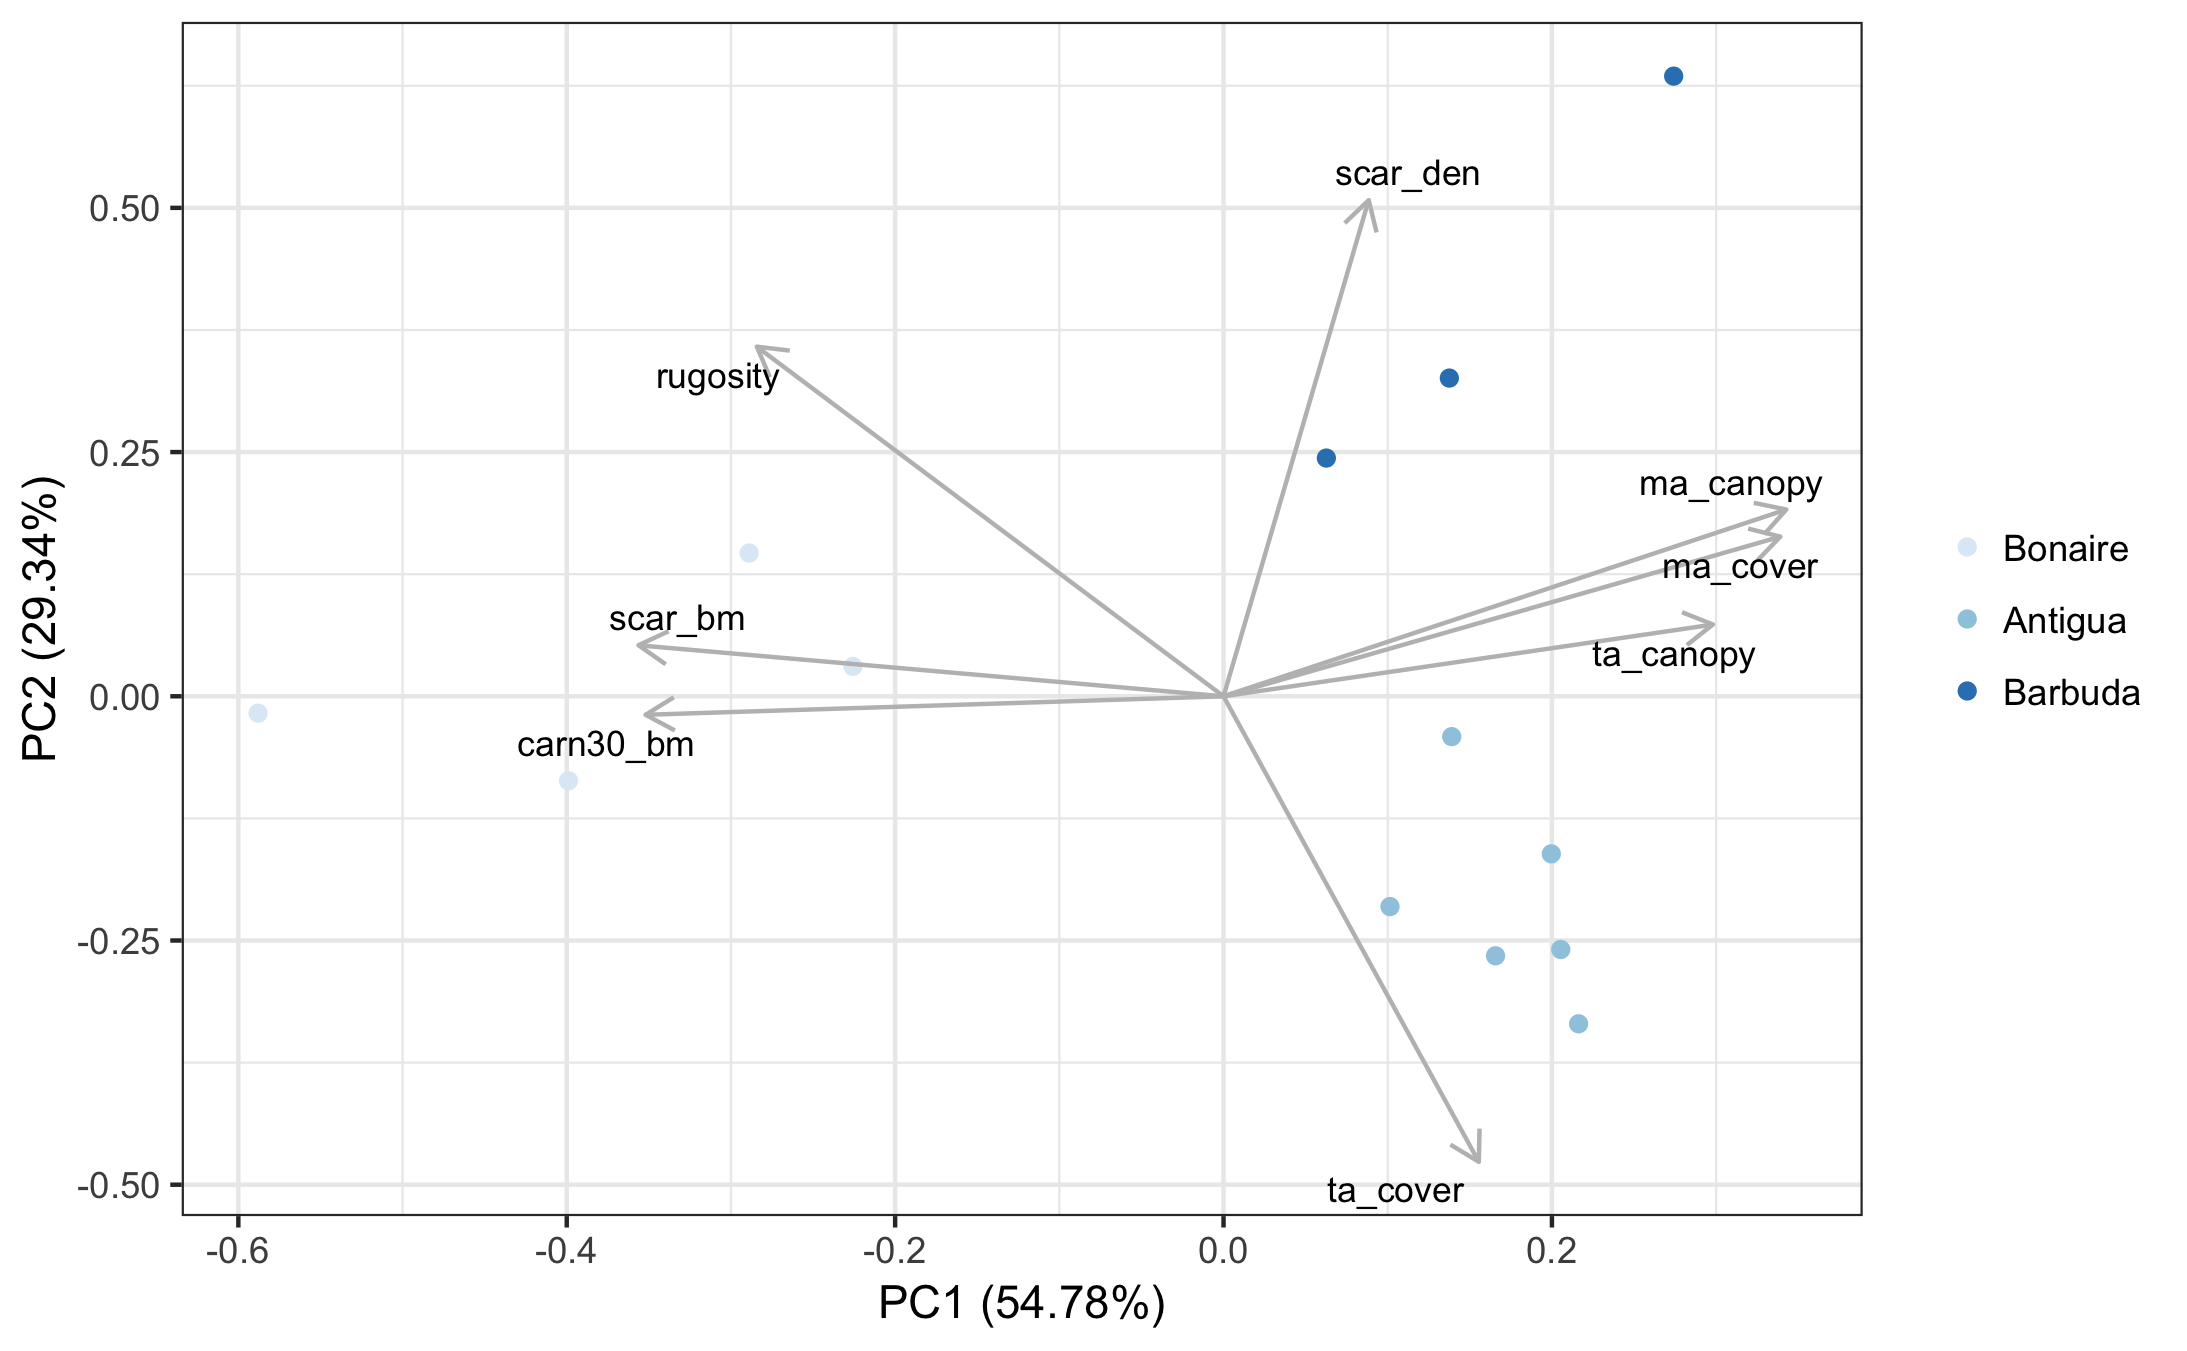 scar_den
0.50
rugosity
0.25
ma_canopy
ma_cover
Bonaire
scar_bm
Antigua
ta_canopy
Barbuda
0.00
carn30_bm
PC2 (29.34%)
-0.25
-0.50
ta_cover
-0.6
-0.4
-0.2
0.0
0.2
PC1 (54.78%)